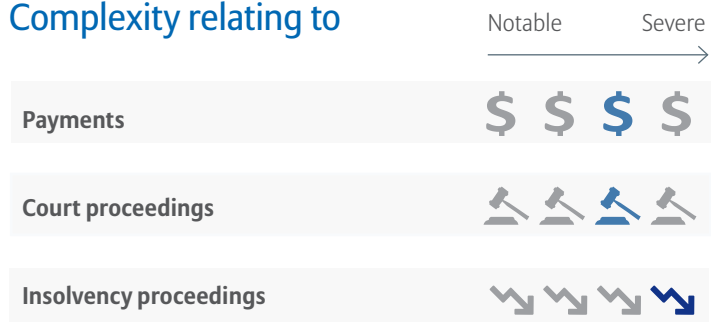 Complexity relating to
Notable Severe
Payments
$ $ $ $
Court proceedings
Insolvency proceedings